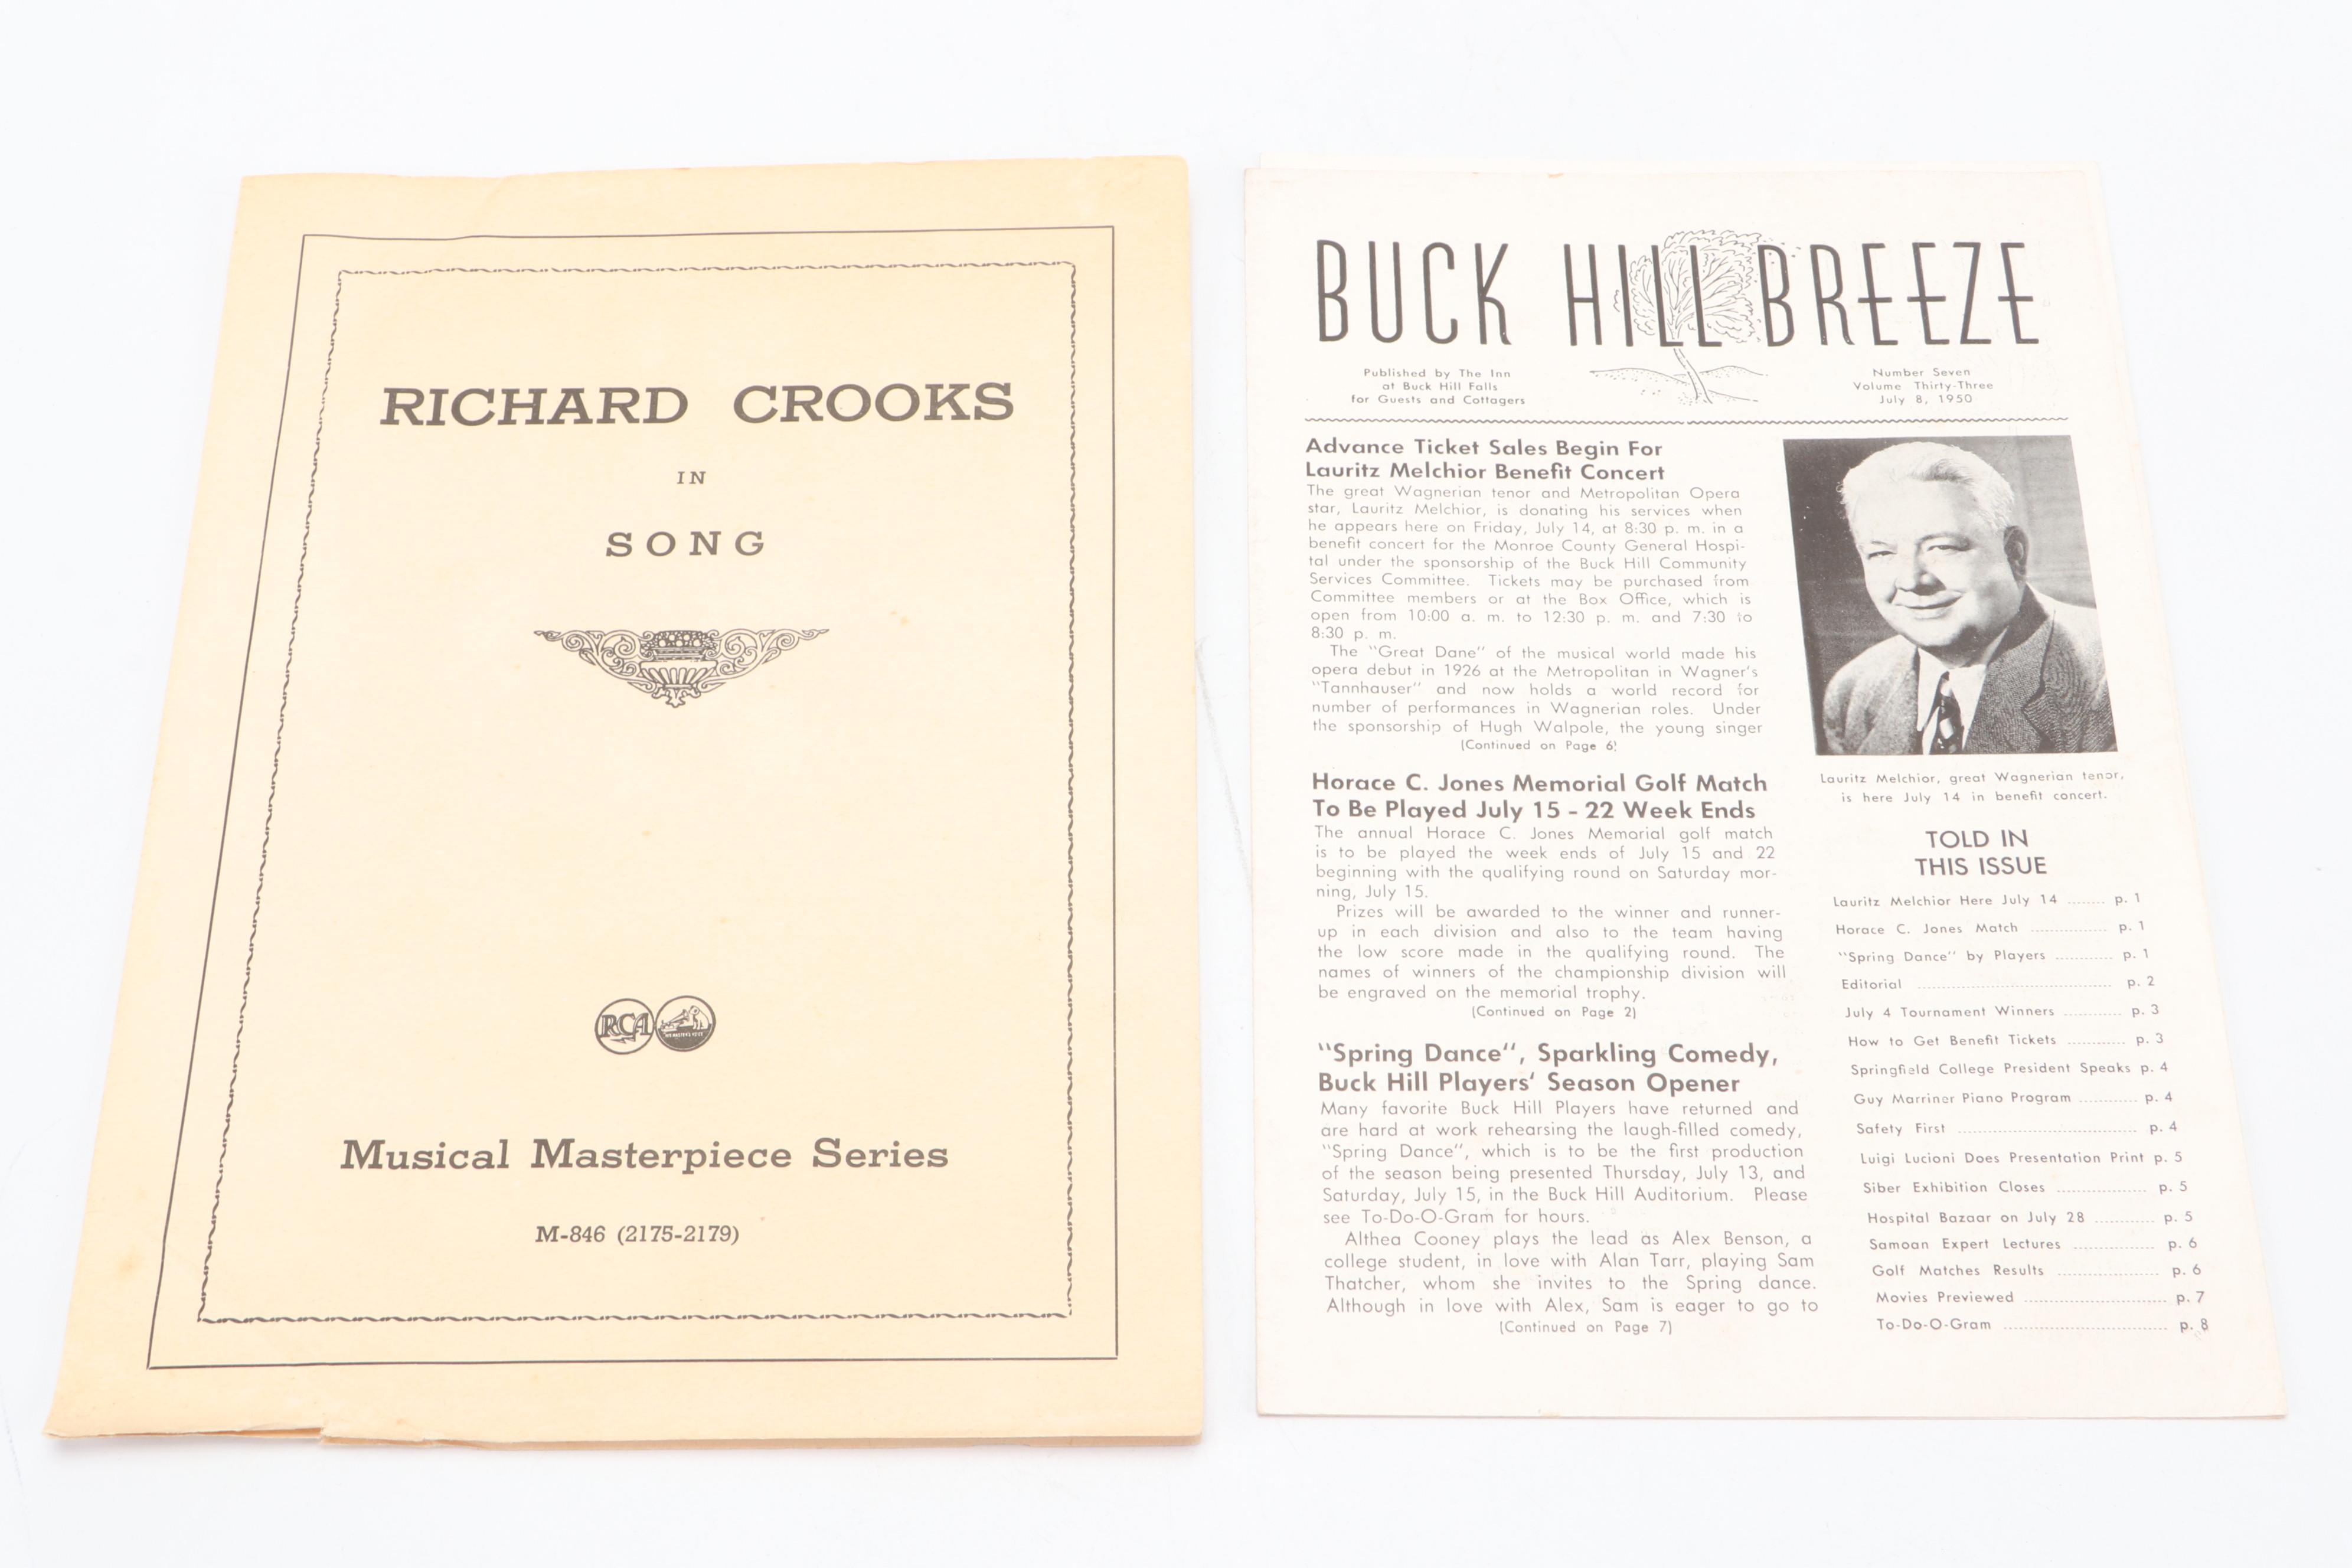 RICHARD CROOKS
IN
SONG
RCA
HIS MASTER'S VOICE
Musical Masterpiece Series
M-846 (2175-2179)
BUCK HILL BREEZE
Published by The Inn
at Buck Hill Falls
for Guests and Cottagers
Number Seven
Volume Thirty-Three
July 8, 1950
Advance Ticket Sales Begin For
Lauritz Melchior Benefit Concert
The great Wagnerian tenor and Metropolitan Opera
star, Lauritz Melchior, is donating his services when
he appears here on Friday, July 14, at 8:30 p. m. in a
benefit concert for the Monroe County General Hospi-
tal under the sponsorship of the Buck Hill Community
Services Committee. Tickets may be purchased from
Committee members or at the Box Office, which is
open from 10:00 a. m. to 12:30 p. m. and 7:30 to
8:30 p. m.
The "Great Dane" of the musical world made his
opera debut in 1926 at the Metropolitan in Wagner's
"Tannhauser" and now holds a world record for
number of performances in Wagnerian roles. Under
the sponsorship of Hugh Walpole, the young singer
(Continued on Page 6)
Horace C. Jones Memorial Golf Match
To Be Played July 15 - 22 Week Ends
The annual Horace C. Jones Memorial golf match
is to be played the week ends of July 15 and 22
beginning with the qualifying round on Saturday mor-
ning, July 15.
Prizes will be awarded to the winner and runner-
up in each division and also to the team having
the low score made in the qualifying round. The
names of winners of the championship division will
be engraved on the memorial trophy.
(Continued on Page 2)
"Spring Dance", Sparkling Comedy,
Buck Hill Players' Season Opener
Many favorite Buck Hill Players have returned and
are hard at work rehearsing the laugh-filled comedy,
"Spring Dance", which is to be the first production
of the season being presented Thursday, July 13, and
Saturday, July 15, in the Buck Hill Auditorium. Please
see To-Do-O-Gram for hours.
Althea Cooney plays the lead as Alex Benson, a
college student, in love with Alan Tarr, playing Sam
Thatcher, whom she invites to the Spring dance.
Although in love with Alex, Sam is eager to go to
(Continued on Page 7)
Lauritz Melchior, great Wagnerian tenor,
is here July 14 in benefit concert.
TOLD IN
THIS ISSUE
Lauritz Melchior Here July 14 ....... p. 1
Horace C. Jones Match ............... p. 1
"Spring Dance" by Players ........... p. 1
Editorial ..................................... p. 2
July 4 Tournament Winners ........... p. 3
How to Get Benefit Tickets ........... p. 3
Springfield College President Speaks p. 4
Guy Marriner Piano Program ........... p. 4
Safety First ................................... p. 4
Luigi Lucioni Does Presentation Print p. 5
Siber Exhibition Closes ................. p. 5
Hospital Bazaar on July 28 ........... p. 5
Samoan Expert Lectures ............... p. 6
Golf Matches Results ................... p. 6
Movies Previewed ........................... p. 7
To-Do-O-Gram ............................... p. 8